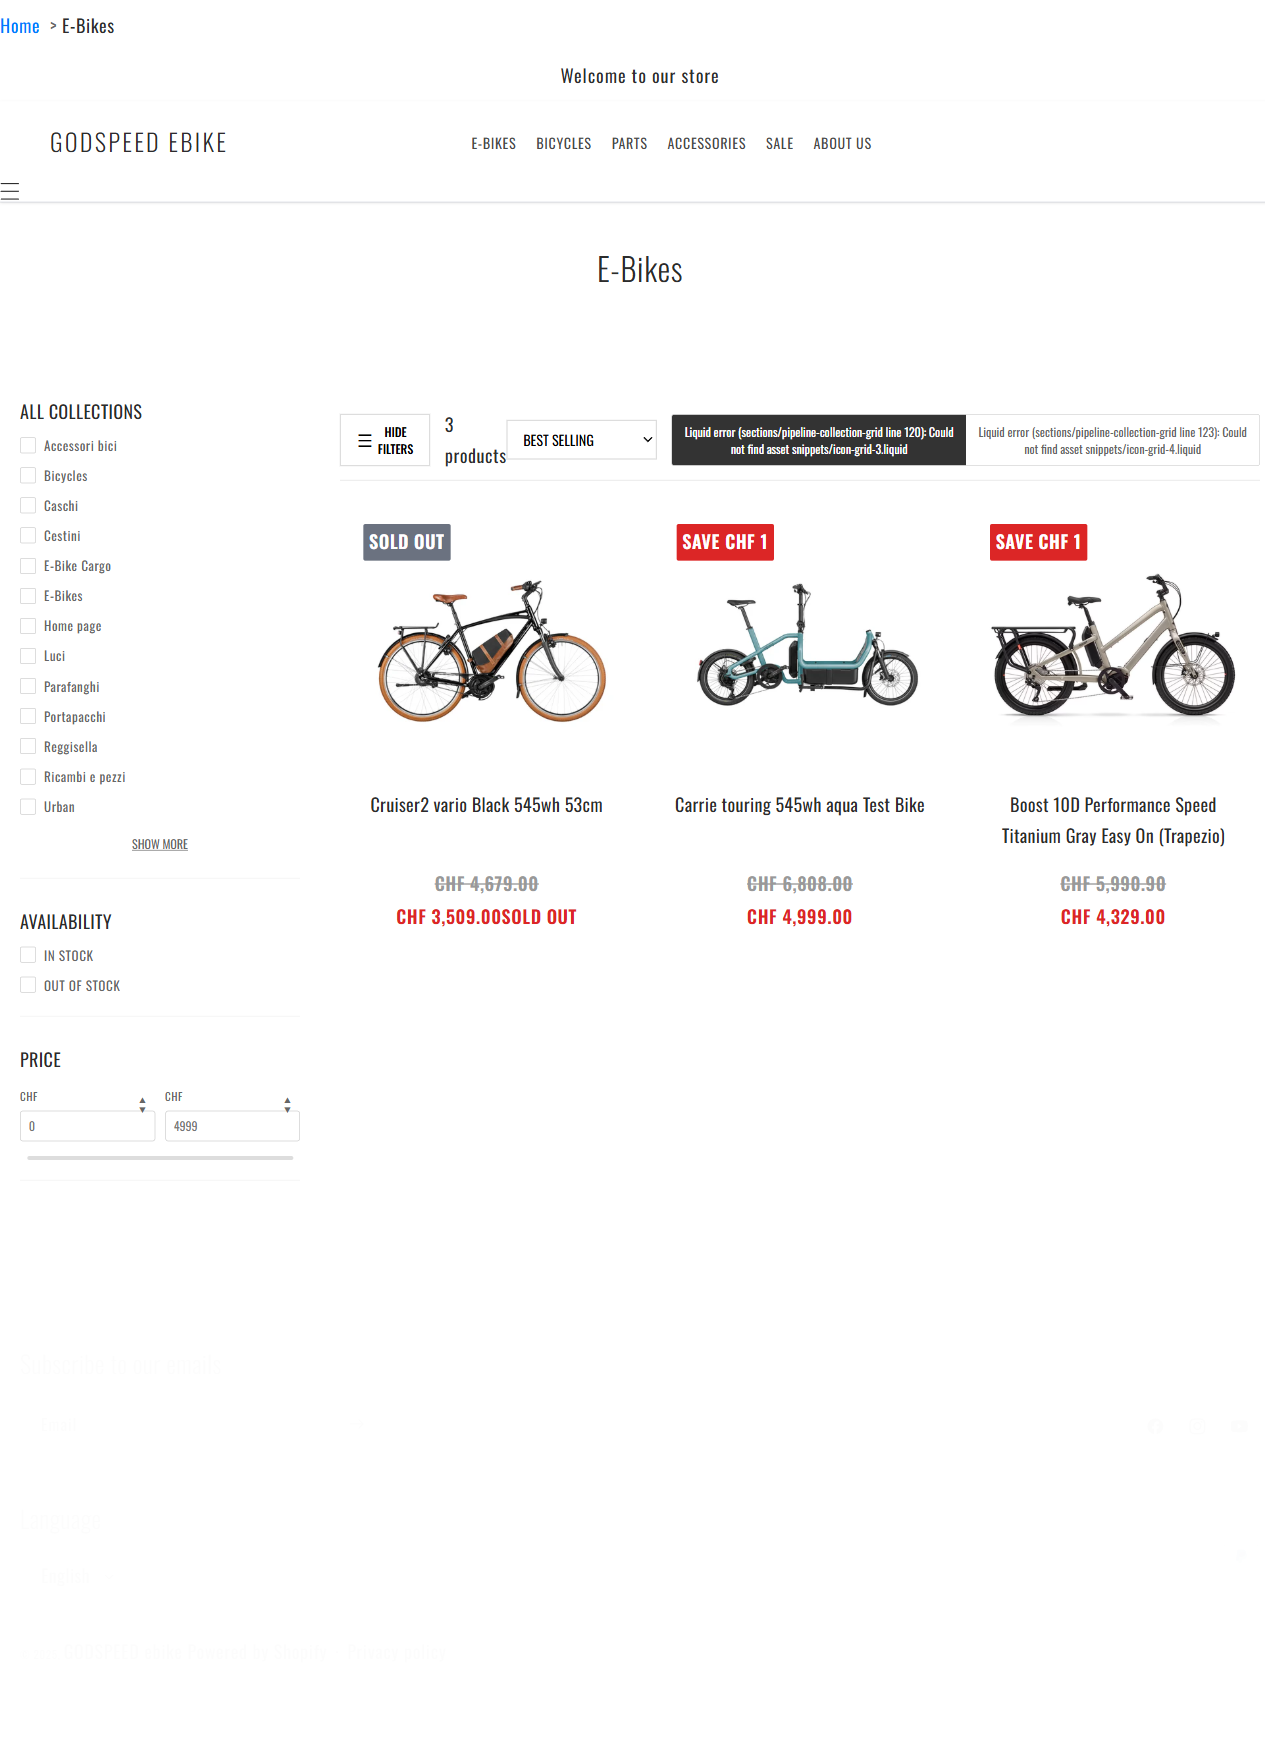 Home > E-Bikes
Welcome to our store
GODSPEED EBIKE
E-BIKES BICYCLES PARTS ACCESSORIES SALE ABOUT US
E-Bikes
ALL COLLECTIONS
Accessori bici
Bicycles
Caschi
Cestini
E-Bike Cargo
E-Bikes
Home page
Luci
Parafanghi
Portapacchi
Reggisella
Ricambi e pezzi
Urban
SHOW MORE
AVAILABILITY
IN STOCK
OUT OF STOCK
PRICE
CHF CHF
0 4999
HIDE
FILTERS
3
products
BEST SELLING
Liquid error (sections/pipeline-collection-grid line 120): Could
not find asset snippets/icon-grid-3.liquid
Liquid error (sections/pipeline-collection-grid line 123): Could
not find asset snippets/icon-grid-4.liquid
SOLD OUT
Cruiser2 vario Black 545wh 53cm
CHF 4,679.00
CHF 3,509.00SOLD OUT
SAVE CHF 1
Carrie touring 545wh aqua Test Bike
CHF 6,808.00
CHF 4,999.00
SAVE CHF 1
Boost 10D Performance Speed
Titanium Gray Easy On (Trapezio)
CHF 5,990.90
CHF 4,329.00